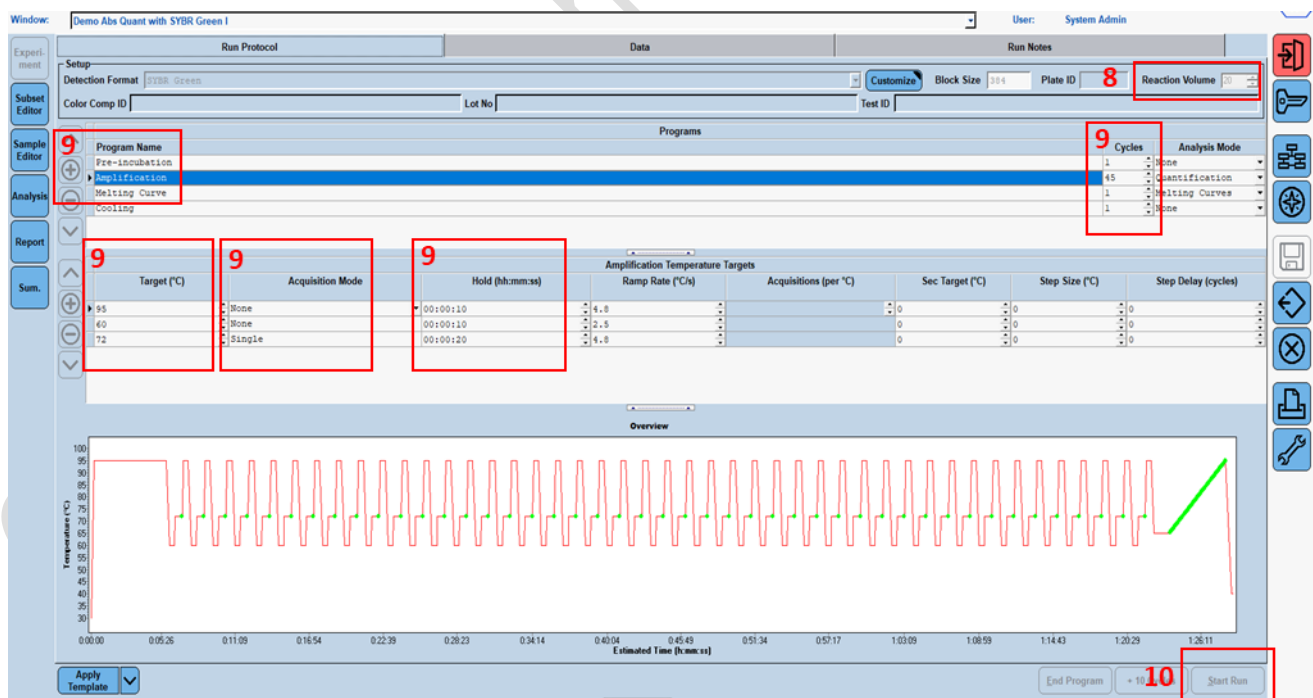 Window: Demo Abs Quant with SYBR Green I User: System Admin
Experi-
ment
Run Protocol Data Run Notes
Setup
Detection Format SYBR Green Customize Block Size 384 Plate ID 8 Reaction Volume 20
Color Comp ID Lot No Test ID
Subset
Editor
Sample
Editor
Analysis
Report
Sum.
Programs
9 9
Program Name Cycles Analysis Mode
Pre-incubation 1 None
Amplification 45 Quantification
Melting Curve 1 Melting Curves
Cooling 1 None
9 9 9
Amplification Temperature Targets
Target (°C) Acquisition Mode Hold (hh:mm:ss) Ramp Rate (°C/s) Acquisitions (per °C) Sec Target (°C) Step Size (°C) Step Delay (cycles)
95 None 00:00:10 4.8 0 0 0
60 None 00:00:10 2.5 0 0 0
72 Single 00:00:20 4.8 0 0 0
Overview
Temperature (°C)
100
95
90
85
80
75
70
65
60
55
50
45
40
35
30
0:00:00 0:05:26 0:11:09 0:16:54 0:22:39 0:28:23 0:34:14 0:40:04 0:45:49 0:51:34 0:57:17 1:03:09 1:08:59 1:14:43 1:20:29 1:26:11
Estimated Time (h:mm:ss)
Apply
Template
End Program + 10 10 Start Run